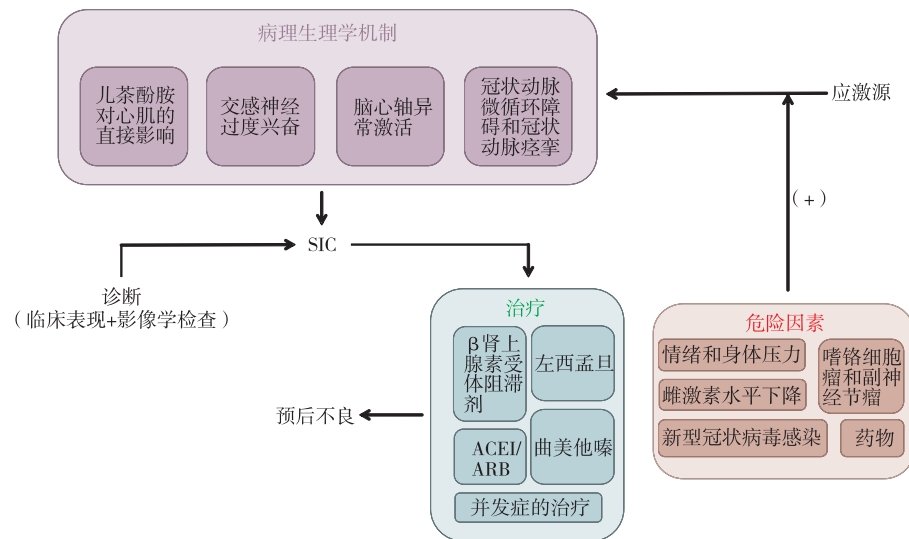 病理生理学机制
儿茶酚胺
对心肌的
直接影响
交感神经
过度兴奋
脑心轴异
常激活
冠状动脉
微循环障
碍和冠状
动脉痉挛
应激源
(+)
SIC
诊断
(临床表现+影像学检查)
治疗
β肾上
腺素受
体阻滞
剂
左西孟旦
ACEI/
ARB
曲美他嗪
并发症的治疗
预后不良
危险因素
情绪和身体压力
雌激素水平下降
嗜铬细胞
瘤和副神
经节瘤
新型冠状病毒感染
药物